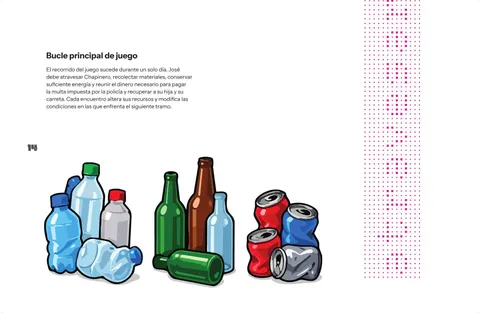 Bucle principal de juego
El recorrido del juego sucede durante un solo día. José
debe atravesar Chapinero, recolectar materiales, conservar
suficiente energía y reunir el dinero necesario para pagar
la multa impuesta por la policía y recuperar a su hija y su
carreta. Cada encuentro altera sus recursos y modifica las
condiciones en las que enfrenta el siguiente tramo.
14